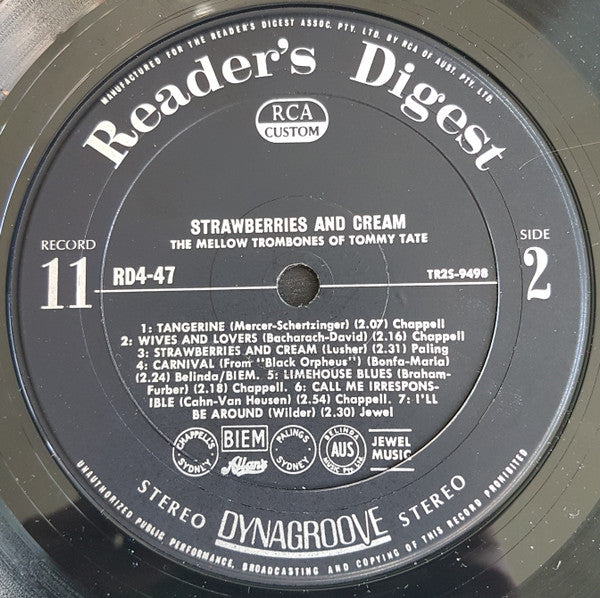 MANUFACTURED FOR THE READER'S DIGEST ASSOC. PTY. LTD. BY RCA OF AUST. PTY. LTD.
Reader's Digest
RCA
CUSTOM
STRAWBERRIES AND CREAM
THE MELLOW TROMBONES OF TOMMY TATE
RECORD
11
SIDE
2
RD4-47
TR2S-9498
1: TANGERINE (Mercer-Schertzinger) (2.07) Chappell
2: WIVES AND LOVERS (Bacharach-David) (2.16) Chappell
3: STRAWBERRIES AND CREAM (Lusher) (2.31) Paling
4: CARNIVAL (From "Black Orpheus") (Bonfa-Maria)
(2.24) Belinda/BIEM. 5: LIMEHOUSE BLUES (Braham-
Furber) (2.18) Chappell. 6: CALL ME IRRESPONS-
IBLE (Cahn-Van Heusen) (2.54) Chappell. 7: I'LL
BE AROUND (Wilder) (2.30) Jewel
CHAPPELL'S
SYDNEY
BIEM
Allan's
PALINGS
SYDNEY
BELINDA
AUS
MUSIC PTY. LTD.
JEWEL
MUSIC
STEREO DYNAGROOVE STEREO
UNAUTHORIZED PUBLIC PERFORMANCE, BROADCASTING AND COPYING OF THIS RECORD PROHIBITED